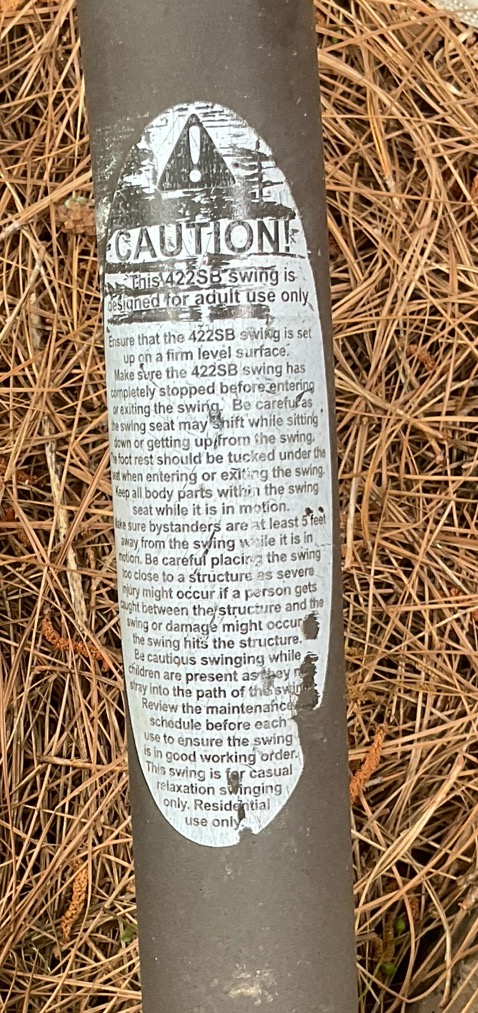 CAUTION!
This 422SB swing is
designed for adult use only
Ensure that the 422SB swing is set
up on a firm level surface.
Make sure the 422SB swing has
completely stopped before entering
or exiting the swing. Be careful as
the swing seat may shift while sitting
down or getting up from the swing.
The foot rest should be tucked under the
seat when entering or exiting the swing.
Keep all body parts within the swing
seat while it is in motion.
Make sure bystanders are at least 5 feet
away from the swing while it is in
motion. Be careful placing the swing
too close to a structure as severe
injury might occur if a person gets
caught between the structure and the
swing or damage might occur
the swing hits the structure.
Be cautious swinging while
children are present as they
stray into the path of the swing
Review the maintenance
schedule before each
use to ensure the swing
is in good working order.
This swing is for casual
relaxation swinging
only. Residential
use only.